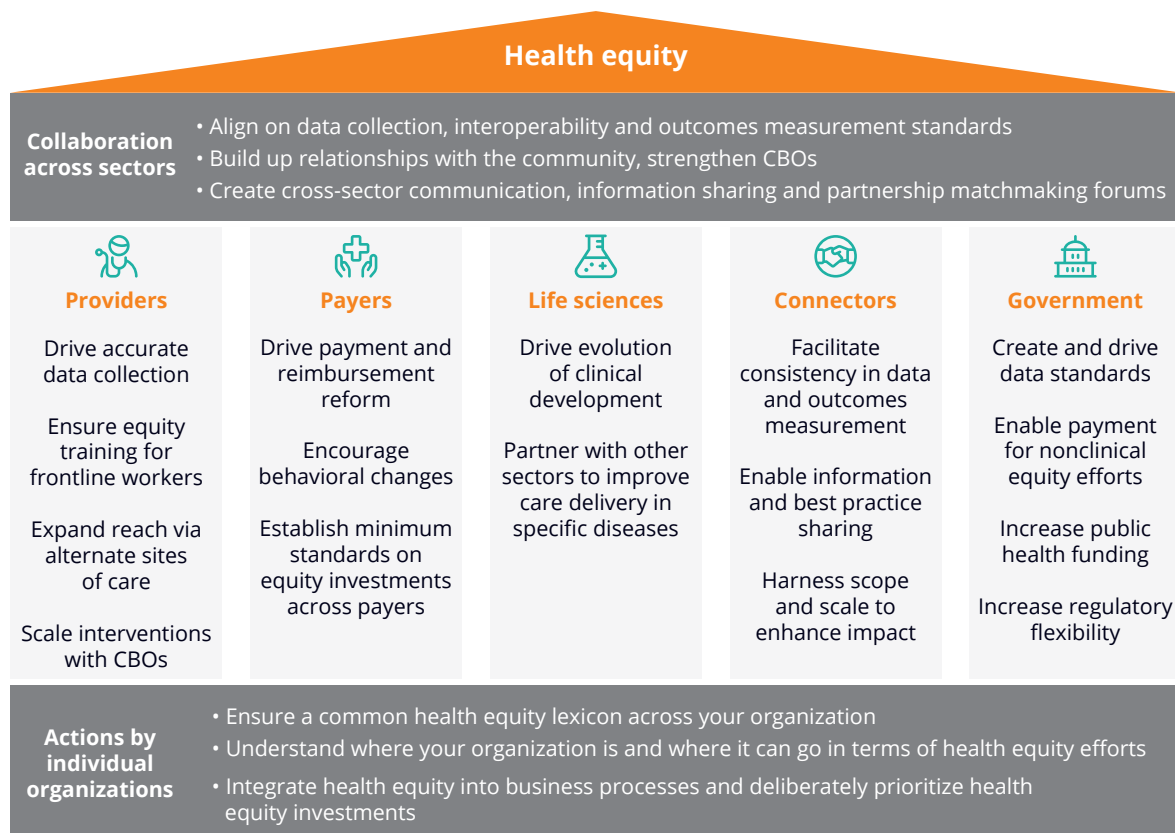 Health equity
Collaboration
across sectors
• Align on data collection, interoperability and outcomes measurement standards
• Build up relationships with the community, strengthen CBOs
• Create cross-sector communication, information sharing and partnership matchmaking forums
Providers
Drive accurate
data collection
Ensure equity
training for
frontline workers
Expand reach via
alternate sites
of care
Scale interventions
with CBOs
Payers
Drive payment and
reimbursement
reform
Encourage
behavioral changes
Establish minimum
standards on
equity investments
across payers
Life sciences
Drive evolution
of clinical
development
Partner with other
sectors to improve
care delivery in
specific diseases
Connectors
Facilitate
consistency in data
and outcomes
measurement
Enable information
and best practice
sharing
Harness scope
and scale to
enhance impact
Government
Create and drive
data standards
Enable payment
for nonclinical
equity efforts
Increase public
health funding
Increase regulatory
flexibility
Actions by
individual
organizations
• Ensure a common health equity lexicon across your organization
• Understand where your organization is and where it can go in terms of health equity efforts
• Integrate health equity into business processes and deliberately prioritize health
equity investments